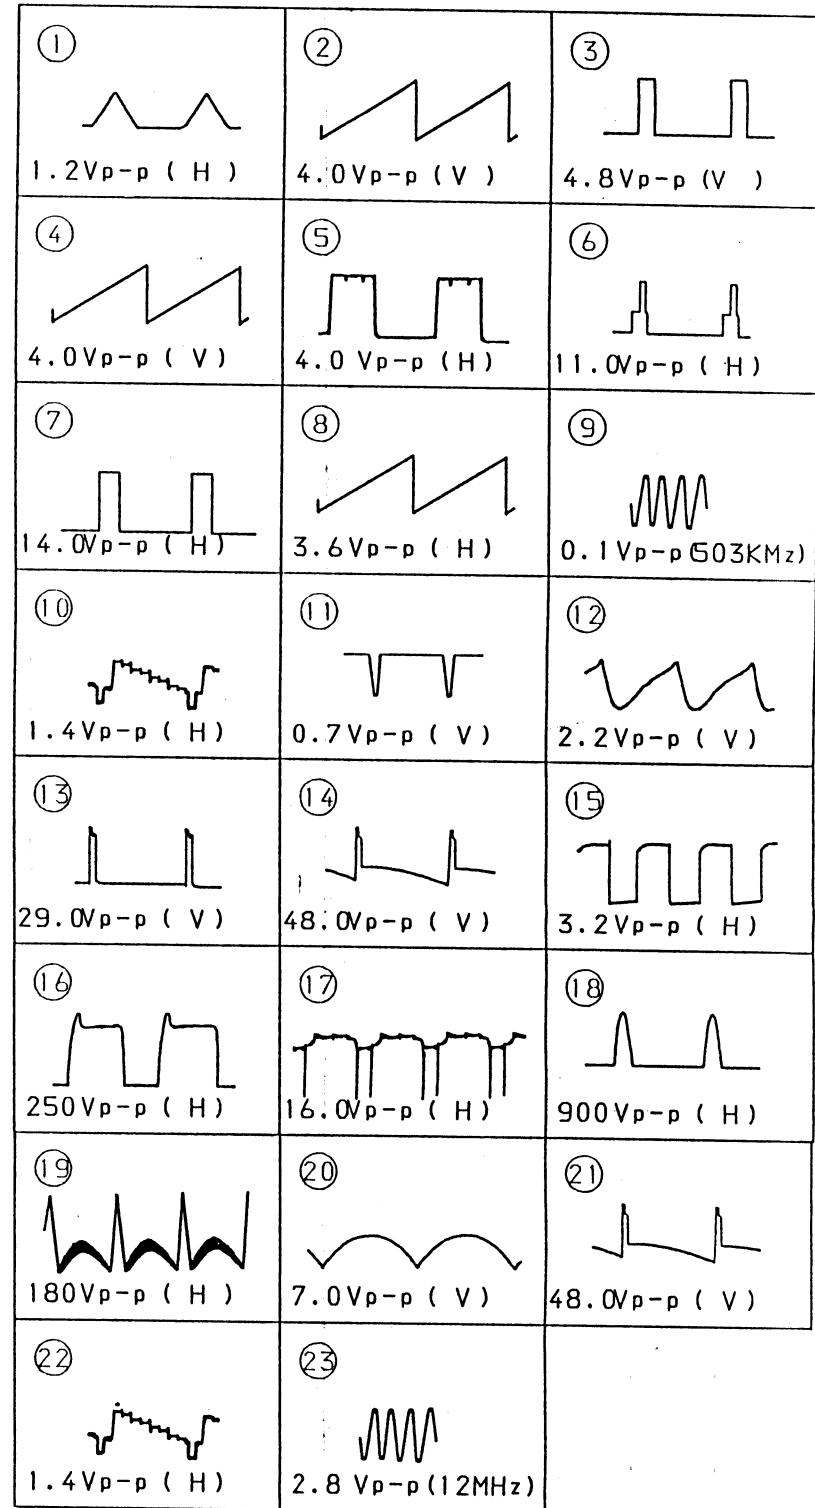 1
1.2Vp-p ( H )
2
4.0Vp-p ( V )
3
4.8Vp-p (V )
4
4.0Vp-p ( V )
5
4.0 Vp-p ( H )
6
11.0Vp-p ( H )
7
14.0Vp-p ( H )
8
3.6Vp-p ( H )
9
0.1Vp-p(503KMz)
10
1.4Vp-p ( H )
11
0.7Vp-p ( V )
12
2.2Vp-p ( V )
13
29.0Vp-p ( V )
14
48.0Vp-p ( V )
15
3.2Vp-p ( H )
16
250Vp-p ( H )
17
16.0Vp-p ( H )
18
900Vp-p ( H )
19
180Vp-p ( H )
20
7.0Vp-p ( V )
21
48.0Vp-p ( V )
22
1.4Vp-p ( H )
23
2.8 Vp-p(12MHz)